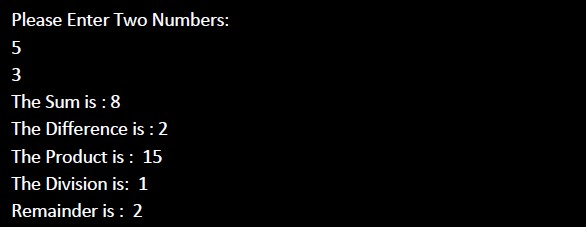 Please Enter Two Numbers:
5
3
The Sum is : 8
The Difference is : 2
The Product is :  15
The Division is:  1
Remainder is :  2